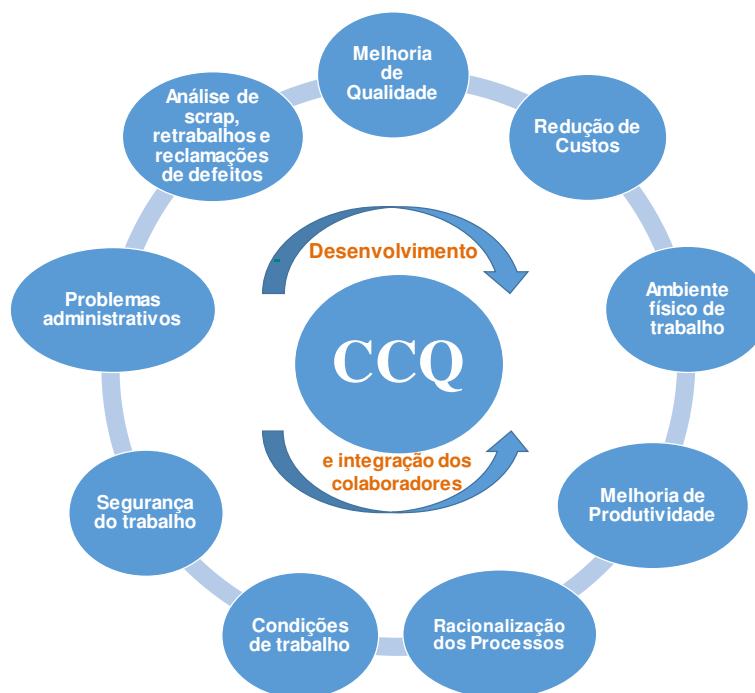 Melhoria
de
Qualidade
Redução de
Custos
Ambiente
físico de
trabalho
Melhoria de
Produtividade
Racionalização
dos Processos
Condições
de trabalho
Segurança
do trabalho
Problemas
administrativos
Análise de
scrap,
retrabalhos e
reclamações
de defeitos
Desenvolvimento
CCQ
e integração dos
colaboradores